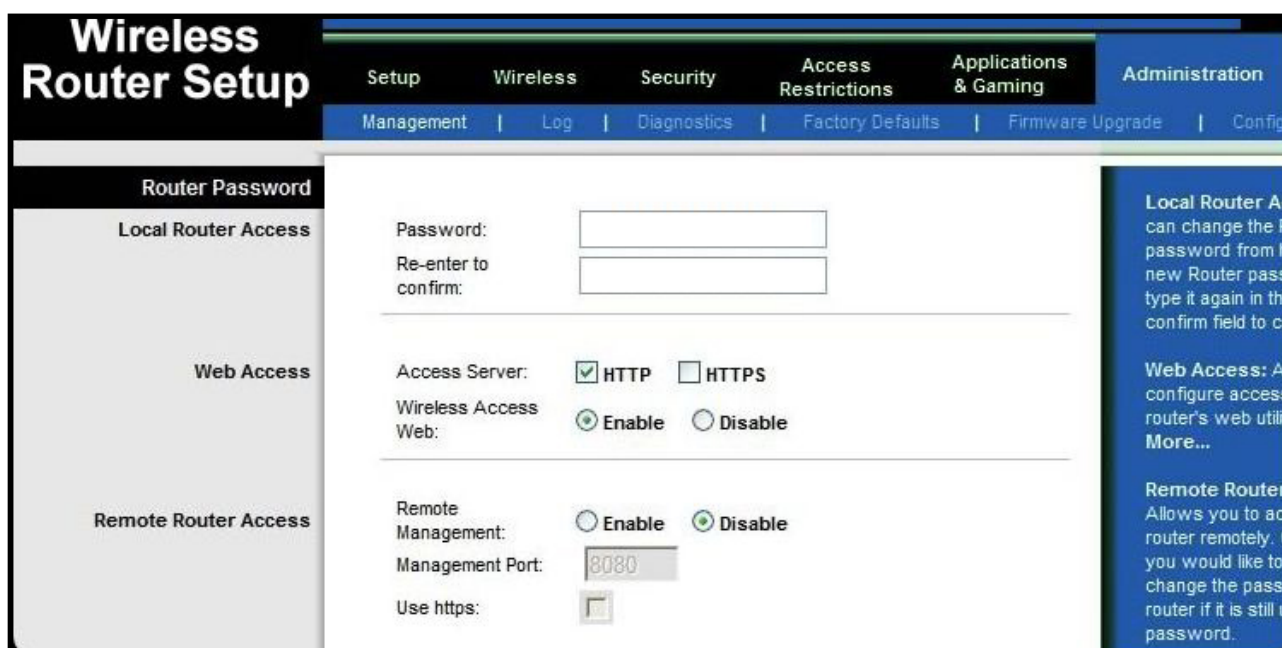 Wireless
Router Setup
Setup
Wireless
Security
Access
Restrictions
Applications
& Gaming
Administration
Management | Log | Diagnostics | Factory Defaults | Firmware Upgrade | Config
Router Password
Local Router Access
Password:
Re-enter to
confirm:
Web Access
Access Server: HTTP HTTPS
Wireless Access
Web: Enable Disable
Remote Router Access
Remote
Management: Enable Disable
Management Port: 8080
Use https:
Local Router A
can change the
password from
new Router pass
type it again in th
confirm field to c
Web Access: A
configure access
router's web utili
More...
Remote Router
Allows you to ac
router remotely.
you would like to
change the pass
router if it is still
password.